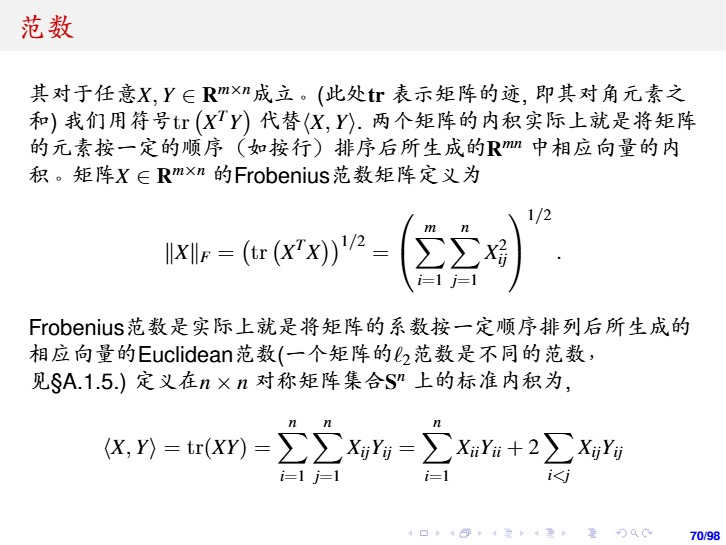 范数
其对于任意X, Y ∈ R^{m×n}成立。(此处tr 表示矩阵的迹, 即其对角元素之
和) 我们用符号tr (X^T Y) 代替⟨X, Y⟩. 两个矩阵的内积实际上就是将矩阵
的元素按一定的顺序（如按行）排序后所生成的R^{mn} 中相应向量的内
积。矩阵X ∈ R^{m×n} 的Frobenius范数矩阵定义为
‖X‖_F = (tr (X^T X))^{1/2} = (∑_{i=1}^{m} ∑_{j=1}^{n} X_{ij}^2)^{1/2}.
Frobenius范数是实际上就是将矩阵的系数按一定顺序排列后所生成的
相应向量的Euclidean范数(一个矩阵的ℓ_2范数是不同的范数，
见§A.1.5.) 定义在n × n 对称矩阵集合S^n 上的标准内积为,
⟨X, Y⟩ = tr(XY) = ∑_{i=1}^{n} ∑_{j=1}^{n} X_{ij}Y_{ij} = ∑_{i=1}^{n} X_{ii}Y_{ii} + 2 ∑_{i<j} X_{ij}Y_{ij}
70/98